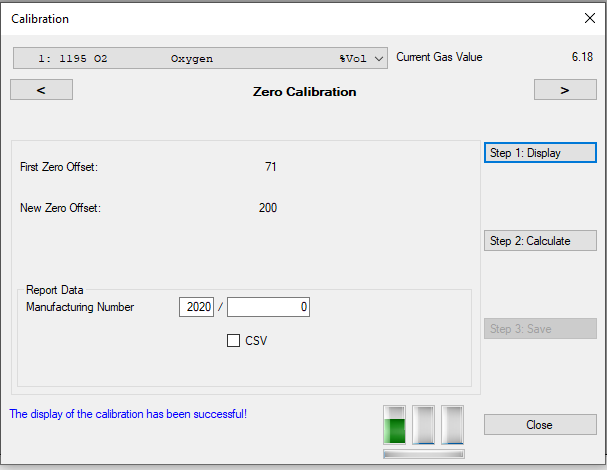 Calibration
1: 1195 O2 Oxygen %Vol Current Gas Value 6.18
< Zero Calibration >
Step 1: Display
First Zero Offset: 71
New Zero Offset: 200
Step 2: Calculate
Report Data
Manufacturing Number 2020 / 0
Step 3: Save
CSV
The display of the calibration has been successful!
Close